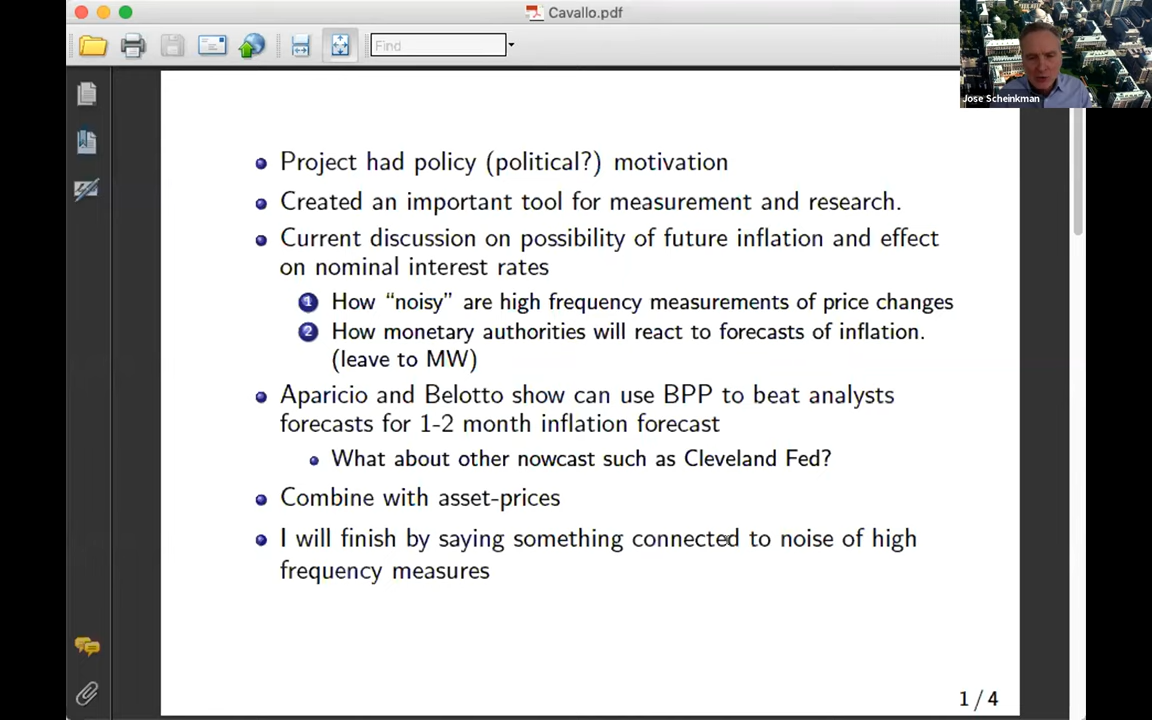 Cavallo.pdf
Find
Jose Scheinkman
Project had policy (political?) motivation
Created an important tool for measurement and research.
Current discussion on possibility of future inflation and effect
on nominal interest rates
1 How “noisy” are high frequency measurements of price changes
2 How monetary authorities will react to forecasts of inflation.
(leave to MW)
Aparicio and Belotto show can use BPP to beat analysts
forecasts for 1-2 month inflation forecast
What about other nowcast such as Cleveland Fed?
Combine with asset-prices
I will finish by saying something connected to noise of high
frequency measures
1 / 4